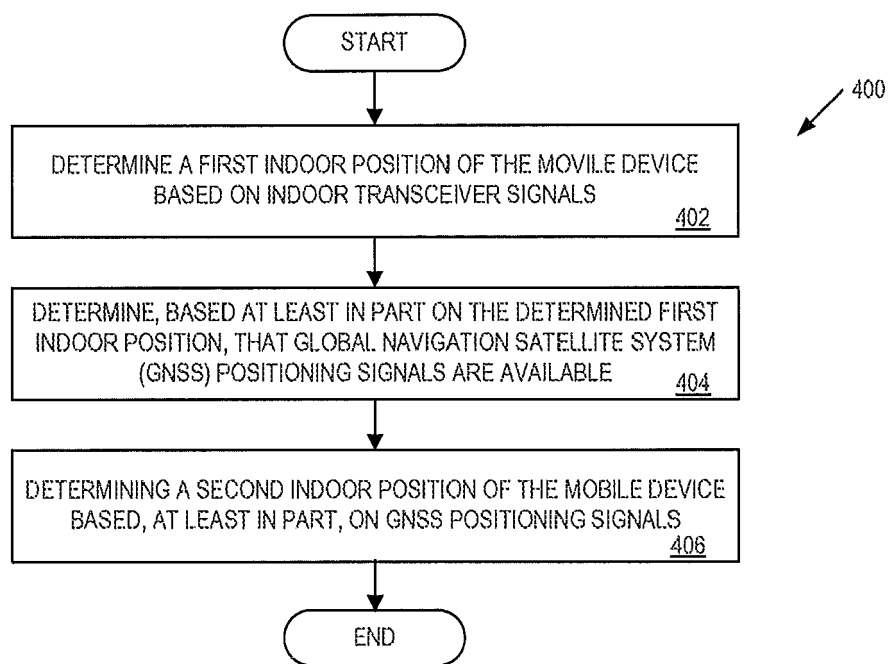 START
400
DETERMINE A FIRST INDOOR POSITION OF THE MOVILE DEVICE
BASED ON INDOOR TRANSCEIVER SIGNALS
402
DETERMINE, BASED AT LEAST IN PART ON THE DETERMINED FIRST
INDOOR POSITION, THAT GLOBAL NAVIGATION SATELLITE SYSTEM
(GNSS) POSITIONING SIGNALS ARE AVAILABLE
404
DETERMINING A SECOND INDOOR POSITION OF THE MOBILE DEVICE
BASED, AT LEAST IN PART, ON GNSS POSITIONING SIGNALS
406
END